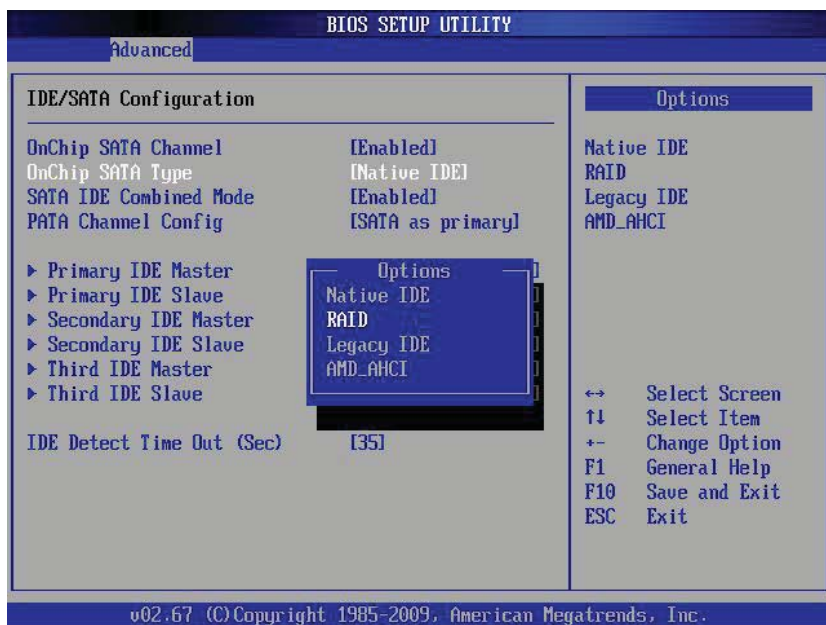 BIOS SETUP UTILITY
Advanced
IDE/SATA Configuration
OnChip SATA Channel [Enabled]
OnChip SATA Type [Native IDE]
SATA IDE Combined Mode [Enabled]
PATA Channel Config [SATA as primary]
▶ Primary IDE Master ]
▶ Primary IDE Slave ]
▶ Secondary IDE Master ]
▶ Secondary IDE Slave ]
▶ Third IDE Master ]
▶ Third IDE Slave ]
IDE Detect Time Out (Sec) [35]
Options
Native IDE
RAID
Legacy IDE
AMD_AHCI
Options
Native IDE
RAID
Legacy IDE
AMD_AHCI
↔ Select Screen
↑↓ Select Item
+- Change Option
F1 General Help
F10 Save and Exit
ESC Exit
v02.67 (C)Copyright 1985-2009, American Megatrends, Inc.